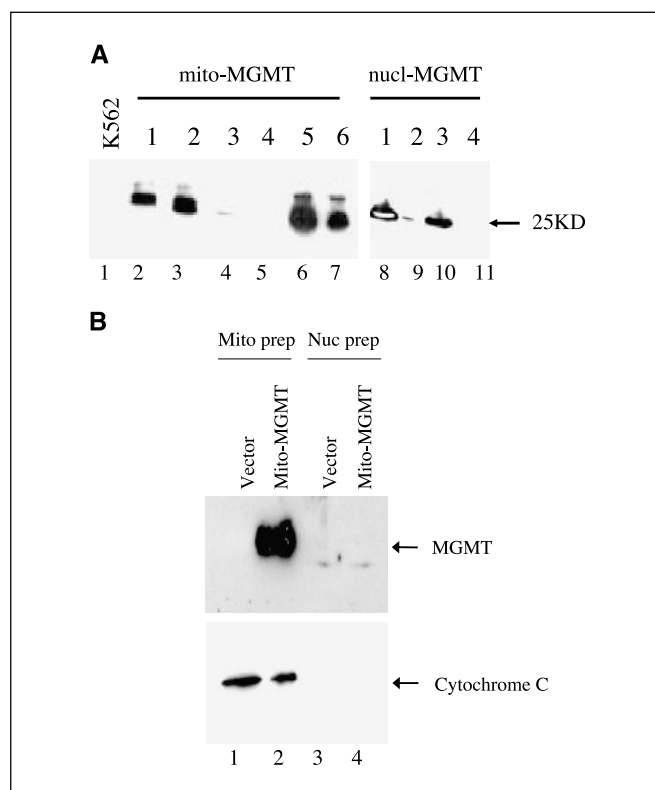 A
mito-MGMT nucl-MGMT
K562 1 2 3 4 5 6 1 2 3 4
25KD
1 2 3 4 5 6 7 8 9 10 11
B
Mito prep Nuc prep
Vector Mito-MGMT Vector Mito-MGMT
MGMT
Cytochrome C
1 2 3 4